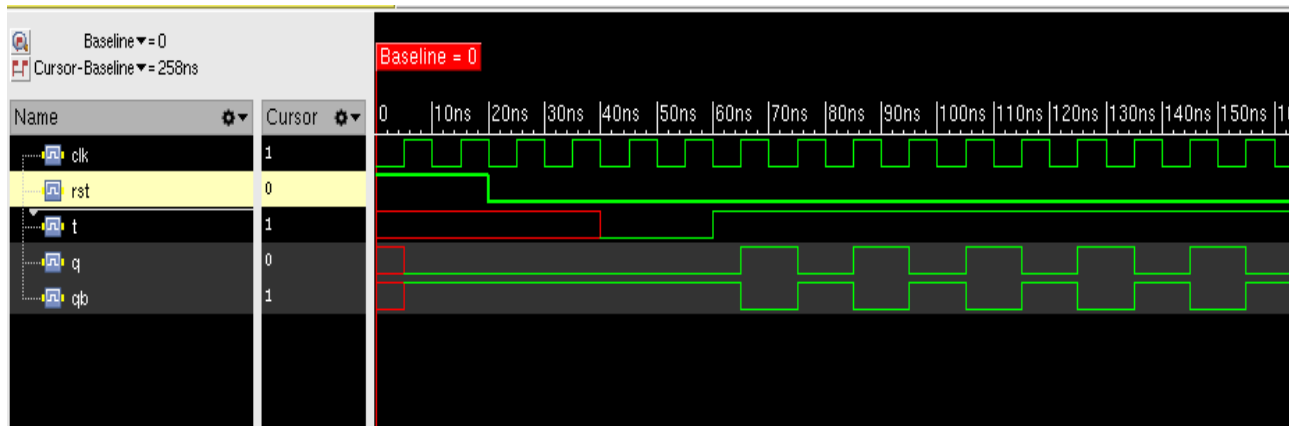 Baseline▼= 0
Cursor-Baseline▼= 258ns
Baseline = 0
Name Cursor 0 |10ns |20ns |30ns |40ns |50ns |60ns |70ns |80ns |90ns |100ns |110ns |120ns |130ns |140ns |150ns |1
clk 1
rst 0
t 1
q 0
qb 1